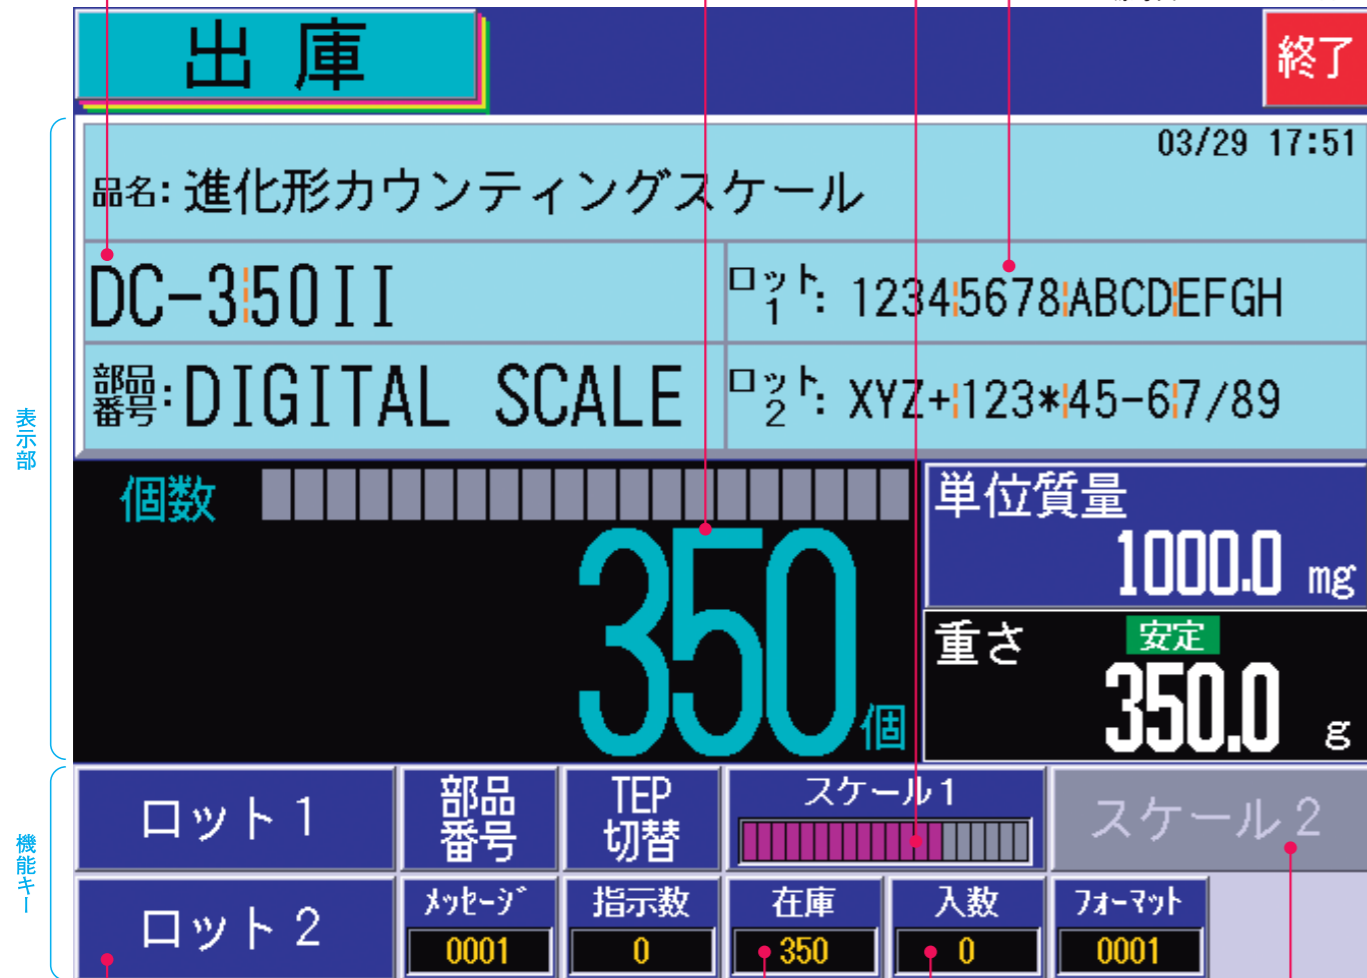 出庫
終了
03/29 17:51
品名:進化形カウンティングスケール
DC-350II
ロット1: 12345678ABCDEFGH
部品番号:DIGITAL SCALE
ロット2: XYZ+123*45-67/89
表示部
個数
350個
単位質量
1000.0 mg
重さ
安定
350.0 g
機能キー
ロット1
部品番号
TEP切替
スケール1
スケール2
ロット2
メッセージ
0001
指示数
0
在庫
350
入数
0
フォーマット
0001